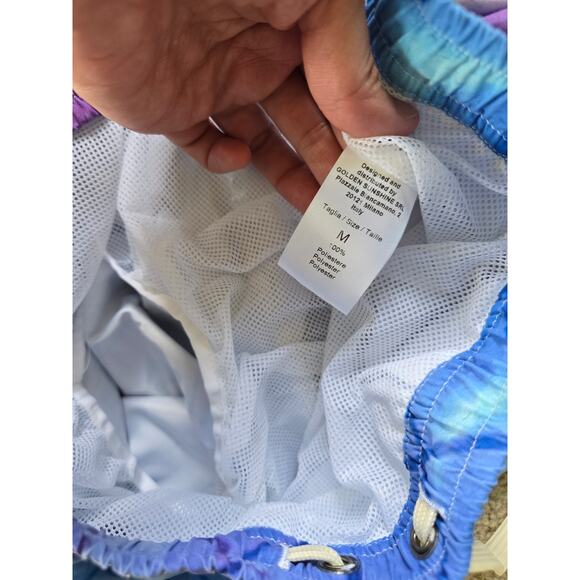 Designed and
distributed by
GOLDEN SUNSHINE SRL
Piazzale Biancamano, 2
Milano
Italy
Taglia / Size / Taille
M
100%
Poliestere
Polyester
Polyester